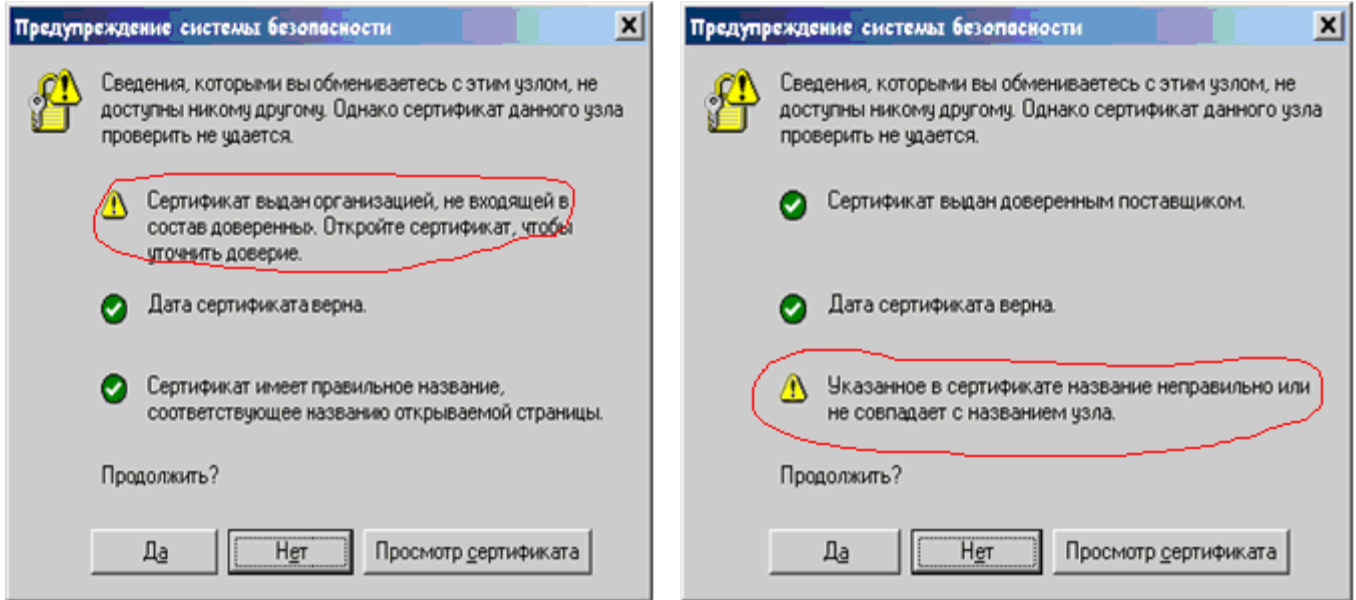 Предупреждение системы безопасности
Сведения, которыми вы обмениваетесь с этим узлом, не
доступны никому другому. Однако сертификат данного узла
проверить не удается.
Сертификат выдан организацией, не входящей в
состав доверенных. Откройте сертификат, чтобы
уточнить доверие.
Дата сертификата верна.
Сертификат имеет правильное название,
соответствующее названию открываемой страницы.
Продолжить?
Да
Нет
Просмотр сертификата
Предупреждение системы безопасности
Сведения, которыми вы обмениваетесь с этим узлом, не
доступны никому другому. Однако сертификат данного узла
проверить не удается.
Сертификат выдан доверенным поставщиком.
Дата сертификата верна.
Указанное в сертификате название неправильно или
не совпадает с названием узла.
Продолжить?
Да
Нет
Просмотр сертификата